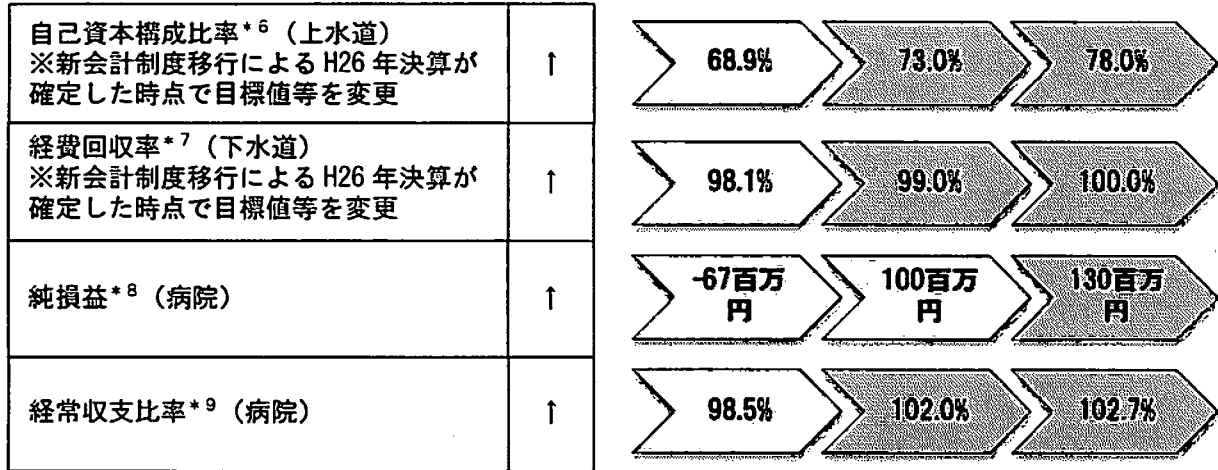 自己資本構成比率*6（上水道）
※新会計制度移行による H26 年決算が
確定した時点で目標値等を変更
↑
68.9%
73.0%
78.0%
経費回収率*7（下水道）
※新会計制度移行による H26 年決算が
確定した時点で目標値等を変更
↑
98.1%
99.0%
100.0%
純損益*8（病院）
↑
-67百万
円
100百万
円
130百万
円
経常収支比率*9（病院）
↑
98.5%
102.0%
102.7%